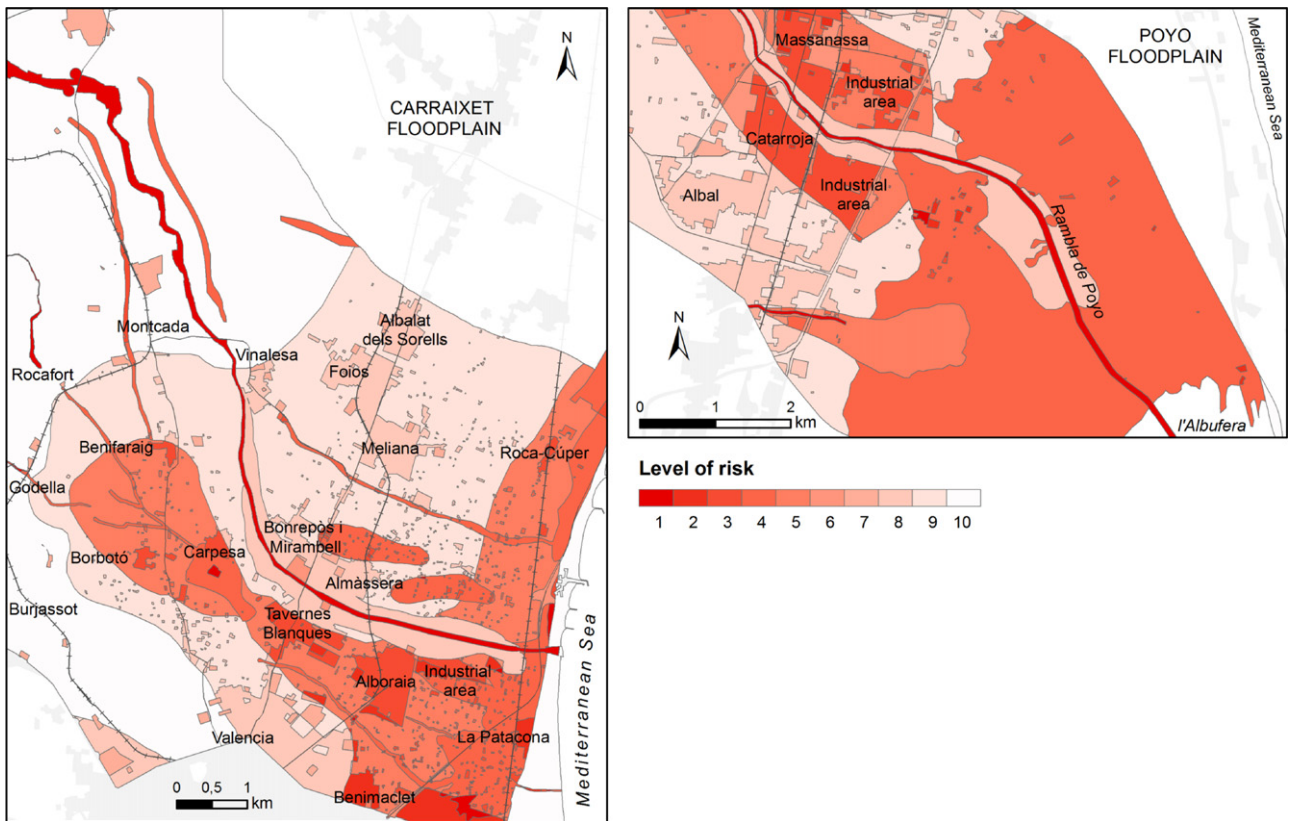 N
CARRAIXET
FLOODPLAIN
Montcada
Vinalesa
Albalat
dels Sorells
Foios
Rocafort
Benifaraig
Meliana
Roca-Cúper
Godella
Bonrepòs i
Mirambell
Borbotó
Carpesa
Almàssera
Burjassot
Tavernes
Blanques
Alboraia
Industrial
area
Valencia
La Patacona
Benimaclet
Mediterranean Sea
0 0,5 1
km
Massanassa
POYO
FLOODPLAIN
Mediterranean Sea
Industrial
area
Catarroja
Albal
Industrial
area
Rambla de Poyo
N
0 1 2
km
l'Albufera
Level of risk
1 2 3 4 5 6 7 8 9 10